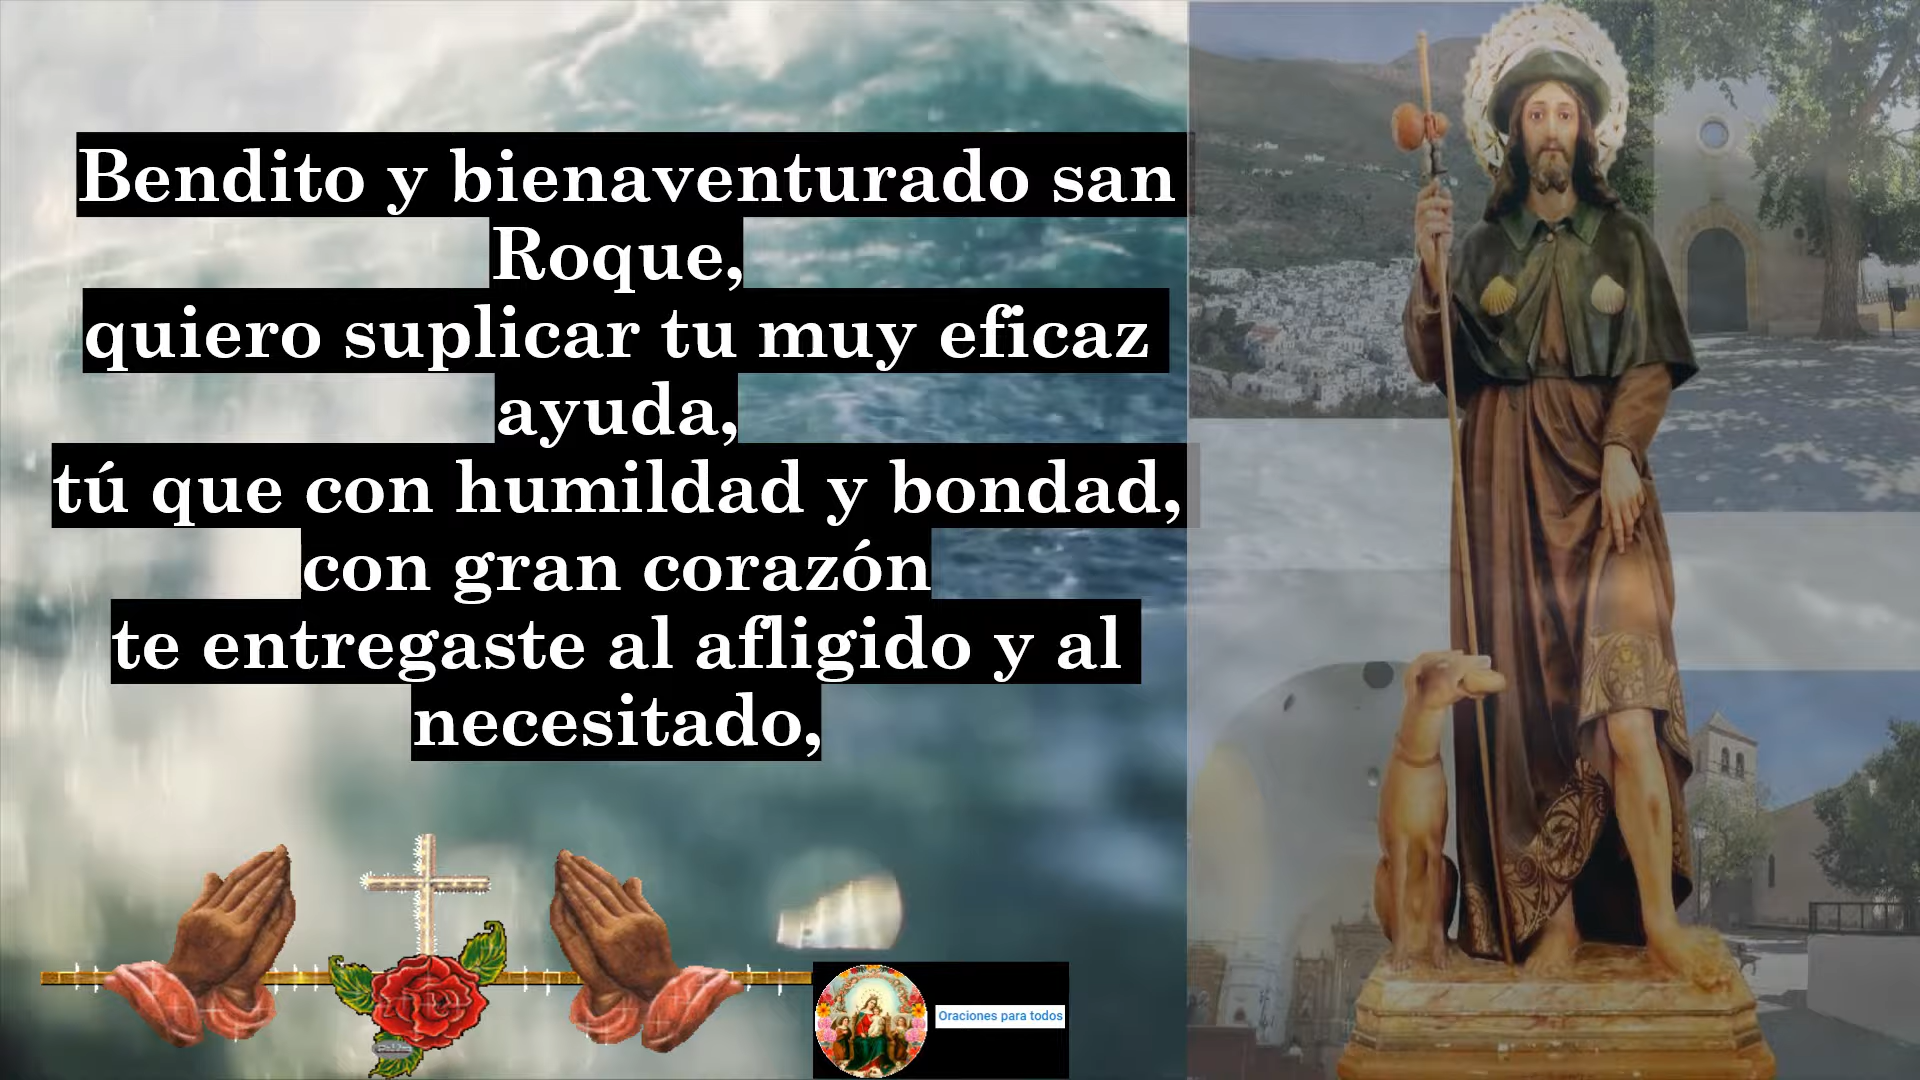 Bendito y bienaventurado san
Roque,
quiero suplicar tu muy eficaz
ayuda,
tú que con humildad y bondad,
con gran corazón
te entregaste al afligido y al
necesitado,
Oraciones para todos